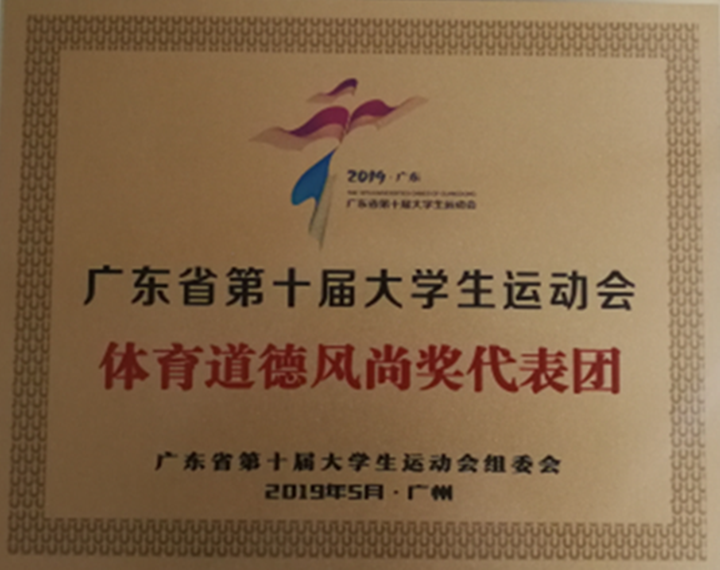 2019·广东
广东省第十届大学生运动会
广东省第十届大学生运动会
体育道德风尚奖代表团
广东省第十届大学生运动会组委会
2019年5月·广州